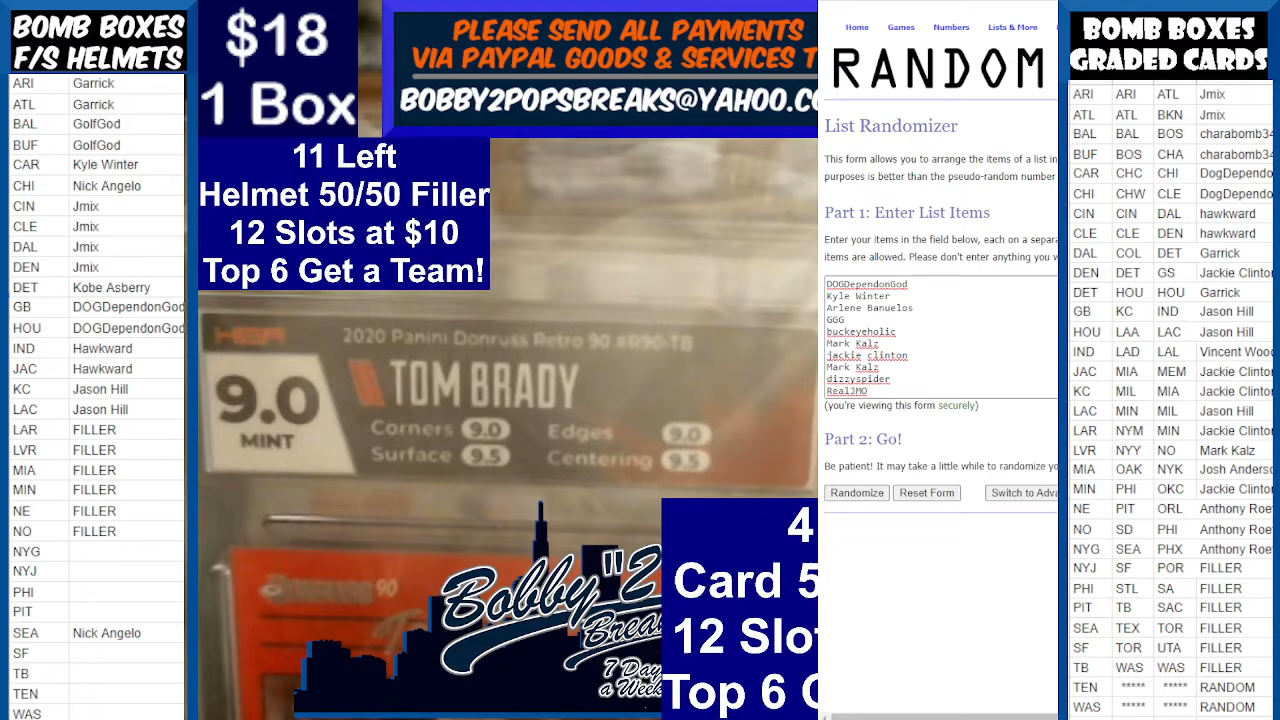 BOMB BOXES
F/S HELMETS
ARI Garrick
ATL Garrick
BAL GolfGod
BUF GolfGod
CAR Kyle Winter
CHI Nick Angelo
CIN Jmix
CLE Jmix
DAL Jmix
DEN Jmix
DET Kobe Asberry
GB DOGDependonGod
HOU DOGDependonGod
IND Hawkward
JAC Hawkward
KC Jason Hill
LAC Jason Hill
LAR FILLER
LVR FILLER
MIA FILLER
MIN FILLER
NE FILLER
NO FILLER
NYG
NYJ
PHI
PIT
SEA Nick Angelo
SF
TB
TEN
WAS
$18
1 Box
PLEASE SEND ALL PAYMENTS
VIA PAYPAL GOODS & SERVICES T
BOBBY2POPSBREAKS@YAHOO.CO
11 Left
Helmet 50/50 Filler
12 Slots at $10
Top 6 Get a Team!
HGA
2020 Panini Donruss Retro 90 #R90-TB
9.0
MINT
TOM BRADY
Corners 9.0 Edges 9.0
Surface 9.5 Centering 9.5
Donruss 90
Bobby "2
Brea
7 Day
a Week
4
Card 5
12 Slo
Top 6 G
Home Games Numbers Lists & More
RANDOM
List Randomizer
This form allows you to arrange the items of a list in
purposes is better than the pseudo-random number
Part 1: Enter List Items
Enter your items in the field below, each on a separa
items are allowed. Please don't enter anything you w
DOGDependonGod
Kyle Winter
Arlene Banuelos
GGG
buckeyeholic
Mark Kalz
jackie clinton
Mark Kalz
dizzyspider
RealJMO
(you're viewing this form securely)
Part 2: Go!
Be patient! It may take a little while to randomize yo
Randomize Reset Form Switch to Adva
BOMB BOXES
GRADED CARDS
ARI ARI ATL Jmix
ATL ATL BKN Jmix
BAL BAL BOS charabomb34
BUF BOS CHA charabomb34
CAR CHC CHI DogDependo
CHI CHW CLE DogDependo
CIN CIN DAL hawkward
CLE CLE DEN hawkward
DAL COL DET Garrick
DEN DET GS Jackie Clinton
DET HOU HOU Garrick
GB KC IND Jason Hill
HOU LAA LAC Jason Hill
IND LAD LAL Vincent Wood
JAC MIA MEM Jackie Clinton
KC MIL MIA Jackie Clinton
LAC MIN MIL Jason Hill
LAR NYM MIN Jackie Clinton
LVR NYY NO Mark Kalz
MIA OAK NYK Josh Anderso
MIN PHI OKC Jackie Clinton
NE PIT ORL Anthony Roe
NO SD PHI Anthony Roe
NYG SEA PHX Anthony Roe
NYJ SF POR FILLER
PHI STL SA FILLER
PIT TB SAC FILLER
SEA TEX TOR FILLER
SF TOR UTA FILLER
TB WAS WAS FILLER
TEN ***** ***** RANDOM
WAS ***** ***** RANDOM